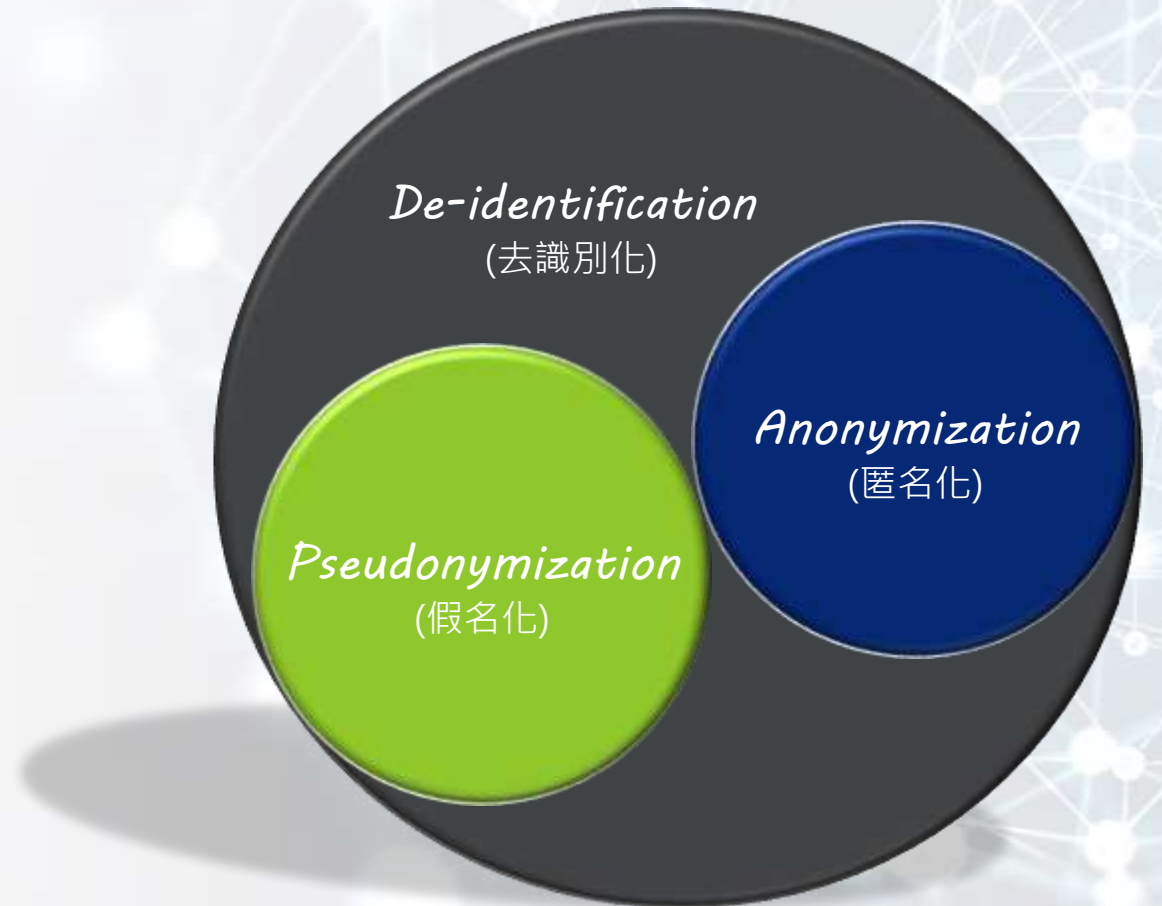 De-identification
(去識別化)
Anonymization
(匿名化)
Pseudonymization
(假名化)